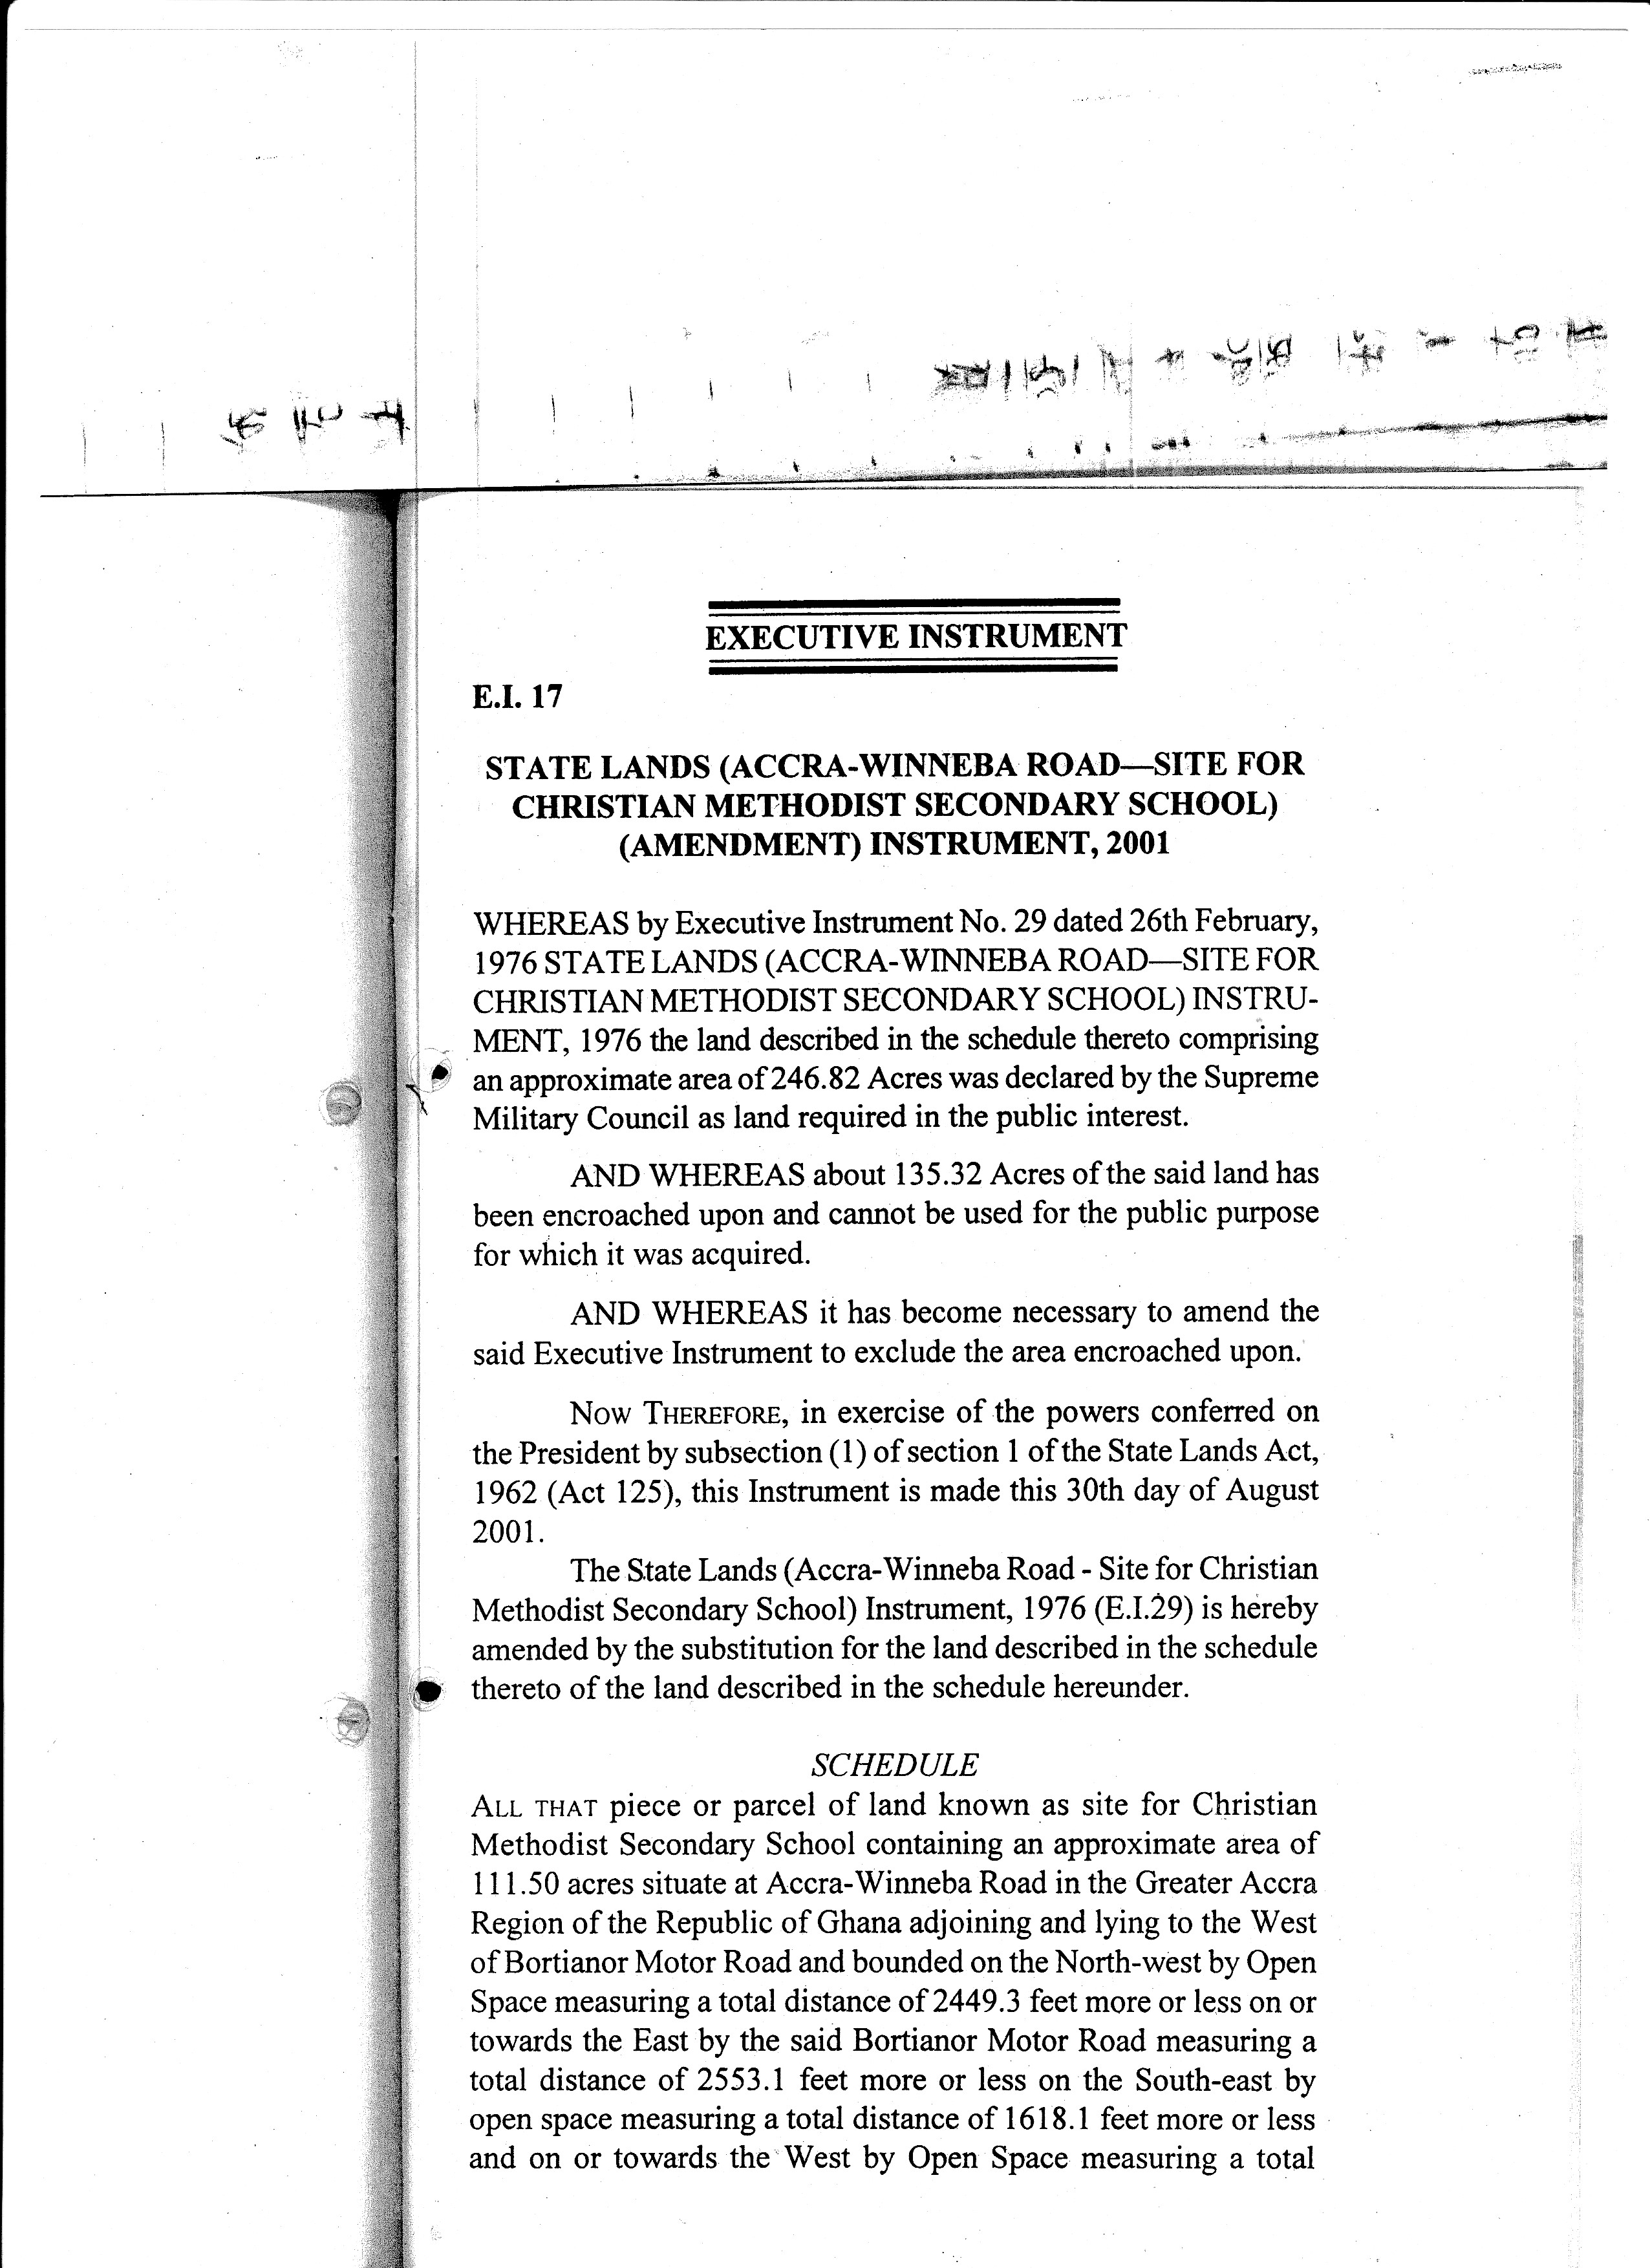 EXECUTIVE INSTRUMENT
E.I. 17
STATE LANDS (ACCRA-WINNEBA ROAD—SITE FOR
CHRISTIAN METHODIST SECONDARY SCHOOL)
(AMENDMENT) INSTRUMENT, 2001
WHEREAS by Executive Instrument No. 29 dated 26th February,
1976 STATE LANDS (ACCRA-WINNEBA ROAD—SITE FOR
CHRISTIAN METHODIST SECONDARY SCHOOL) INSTRU-
MENT, 1976 the land described in the schedule thereto comprising
an approximate area of 246.82 Acres was declared by the Supreme
Military Council as land required in the public interest.
AND WHEREAS about 135.32 Acres of the said land has
been encroached upon and cannot be used for the public purpose
for which it was acquired.
AND WHEREAS it has become necessary to amend the
said Executive Instrument to exclude the area encroached upon.
NOW THEREFORE, in exercise of the powers conferred on
the President by subsection (1) of section 1 of the State Lands Act,
1962 (Act 125), this Instrument is made this 30th day of August
2001.
The State Lands (Accra-Winneba Road - Site for Christian
Methodist Secondary School) Instrument, 1976 (E.I.29) is hereby
amended by the substitution for the land described in the schedule
thereto of the land described in the schedule hereunder.
SCHEDULE
ALL THAT piece or parcel of land known as site for Christian
Methodist Secondary School containing an approximate area of
111.50 acres situate at Accra-Winneba Road in the Greater Accra
Region of the Republic of Ghana adjoining and lying to the West
of Bortianor Motor Road and bounded on the North-west by Open
Space measuring a total distance of 2449.3 feet more or less on or
towards the East by the said Bortianor Motor Road measuring a
total distance of 2553.1 feet more or less on the South-east by
open space measuring a total distance of 1618.1 feet more or less
and on or towards the West by Open Space measuring a total